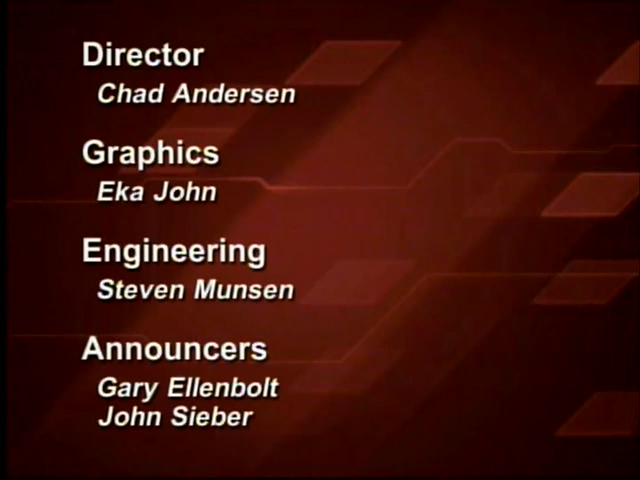 Director
Chad Andersen
Graphics
Eka John
Engineering
Steven Munsen
Announcers
Gary Ellenbolt
John Sieber